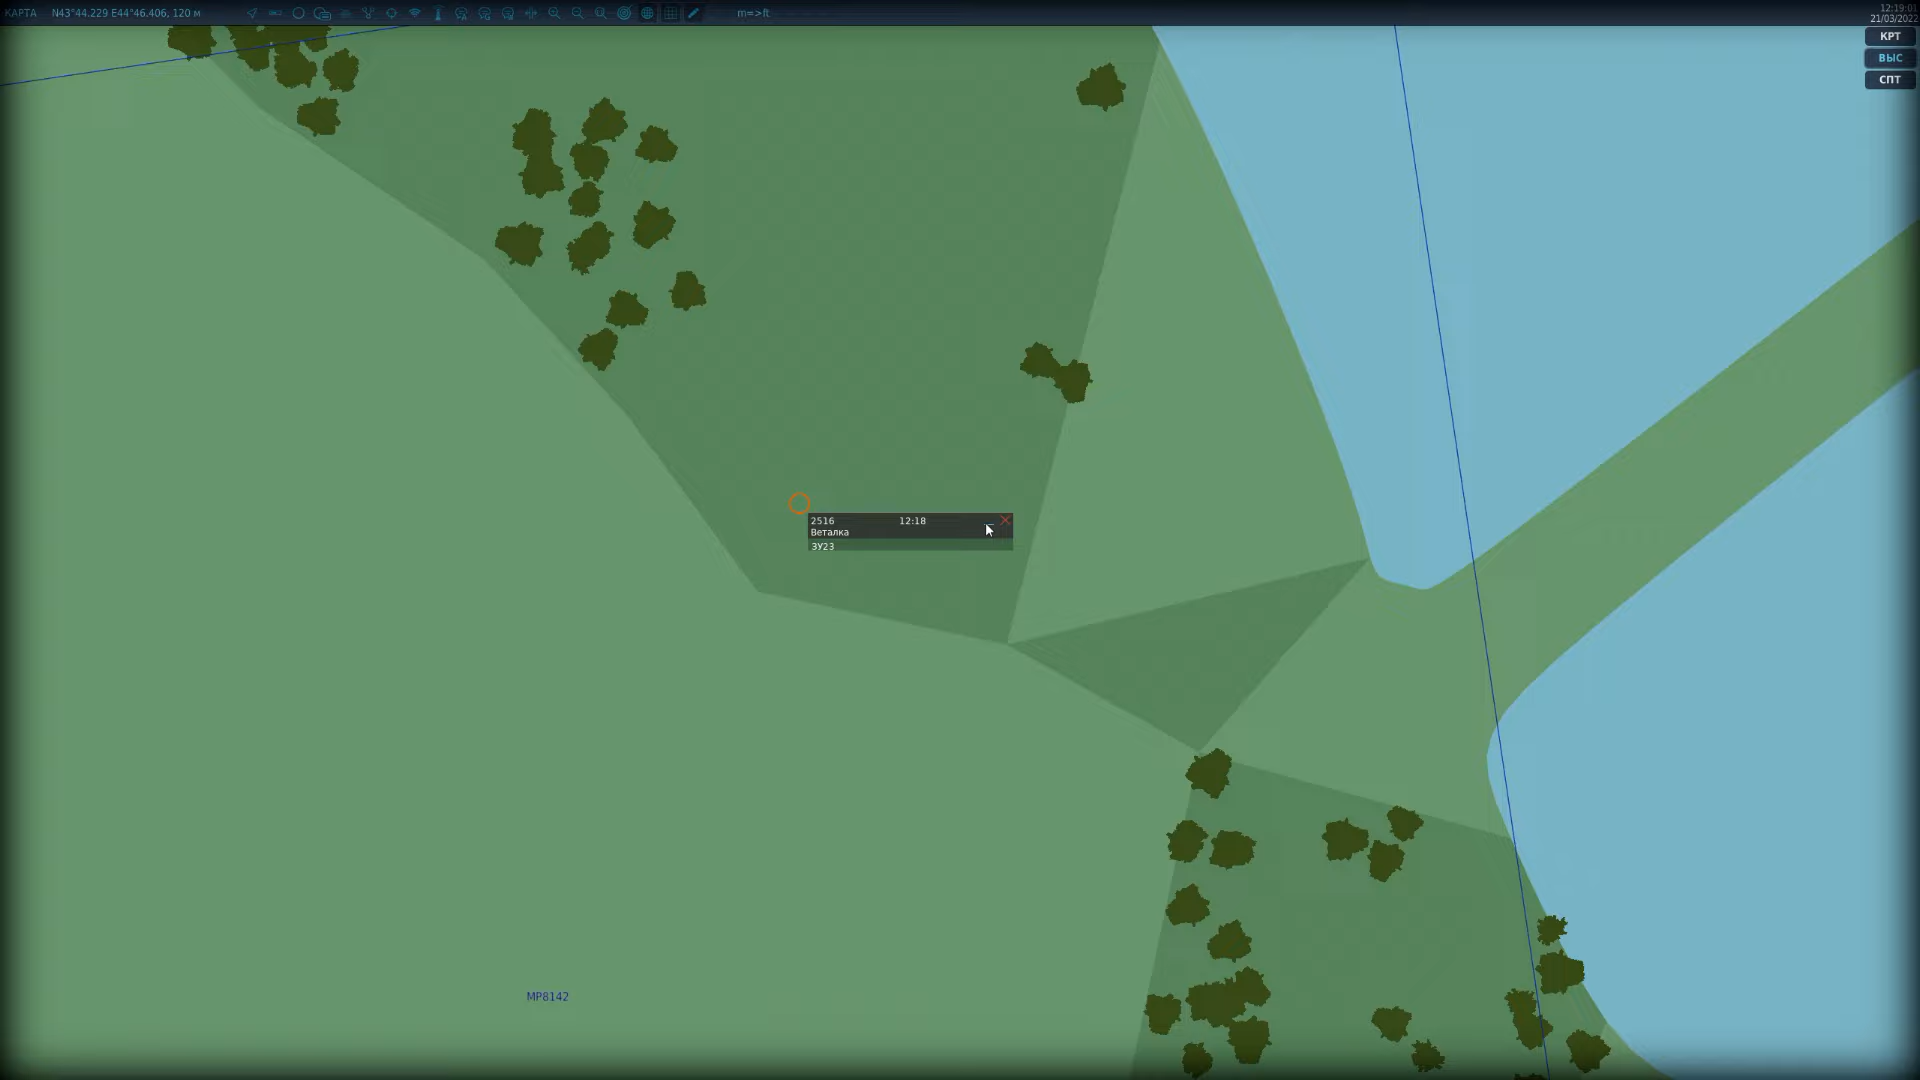 КАРТА N43°44.229 E44°46.406, 120 м m=>ft
12:19:01
21/03/2022
КРТ
ВЫС
СПТ
2516 12:18
Веталка
ЗУ23
MP8142